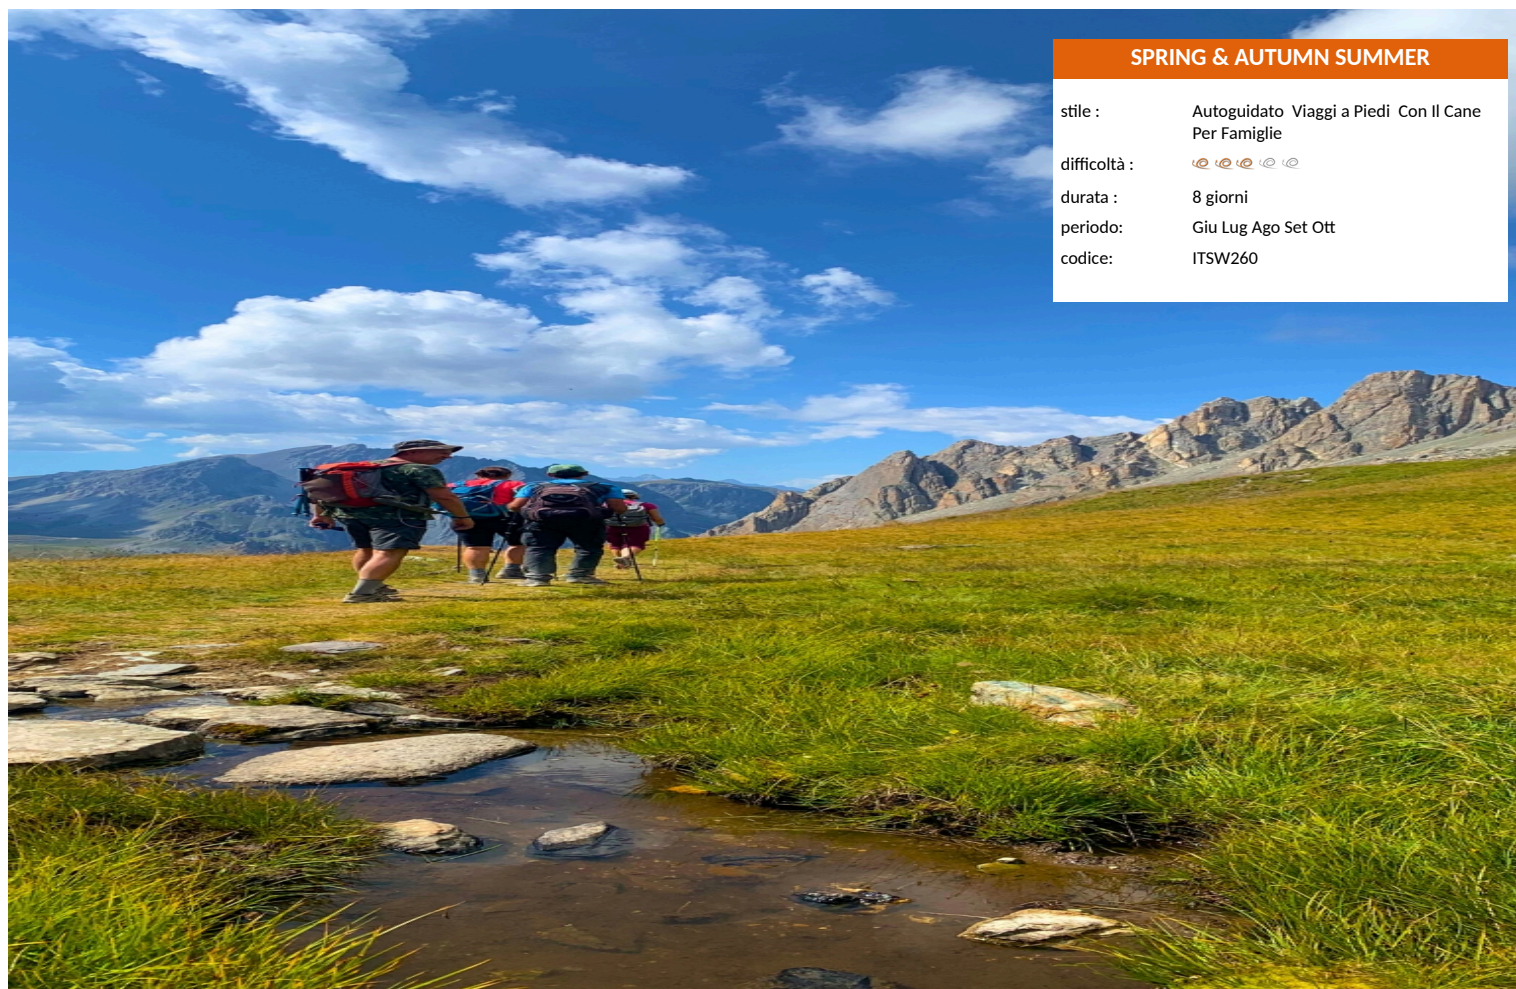 SPRING & AUTUMN SUMMER
stile : Autoguidato Viaggi a Piedi Con Il Cane
Per Famiglie
difficoltà :
durata : 8 giorni
periodo: Giu Lug Ago Set Ott
codice: ITSW260